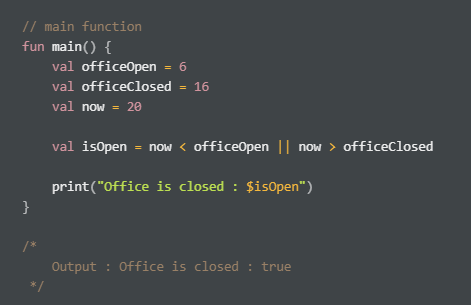 // main function
fun main() {
    val officeOpen = 6
    val officeClosed = 16
    val now = 20

    val isOpen = now < officeOpen || now > officeClosed

    print("Office is closed : $isOpen")
}

/*
    Output : Office is closed : true
 */